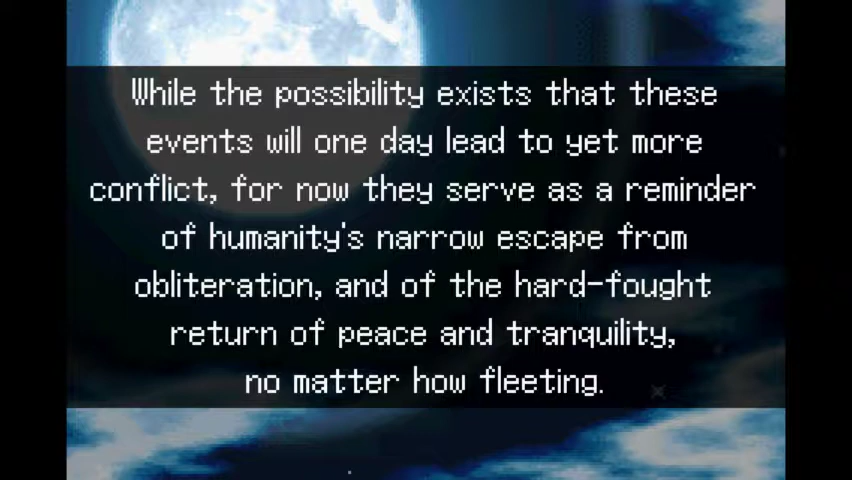 While the possibility exists that these
events will one day lead to yet more
conflict, for now they serve as a reminder
of humanity's narrow escape from
obliteration, and of the hard-fought
return of peace and tranquility,
no matter how fleeting.